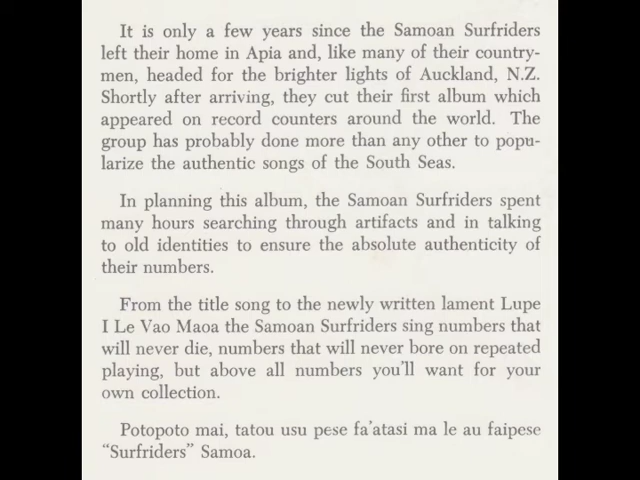 It is only a few years since the Samoan Surfriders
left their home in Apia and, like many of their country-
men, headed for the brighter lights of Auckland, N.Z.
Shortly after arriving, they cut their first album which
appeared on record counters around the world. The
group has probably done more than any other to popu-
larize the authentic songs of the South Seas.
In planning this album, the Samoan Surfriders spent
many hours searching through artifacts and in talking
to old identities to ensure the absolute authenticity of
their numbers.
From the title song to the newly written lament Lupe
I Le Vao Maoa the Samoan Surfriders sing numbers that
will never die, numbers that will never bore on repeated
playing, but above all numbers you'll want for your
own collection.
Potopoto mai, tatou usu pese fa'atasi ma le au faipese
“Surfriders” Samoa.